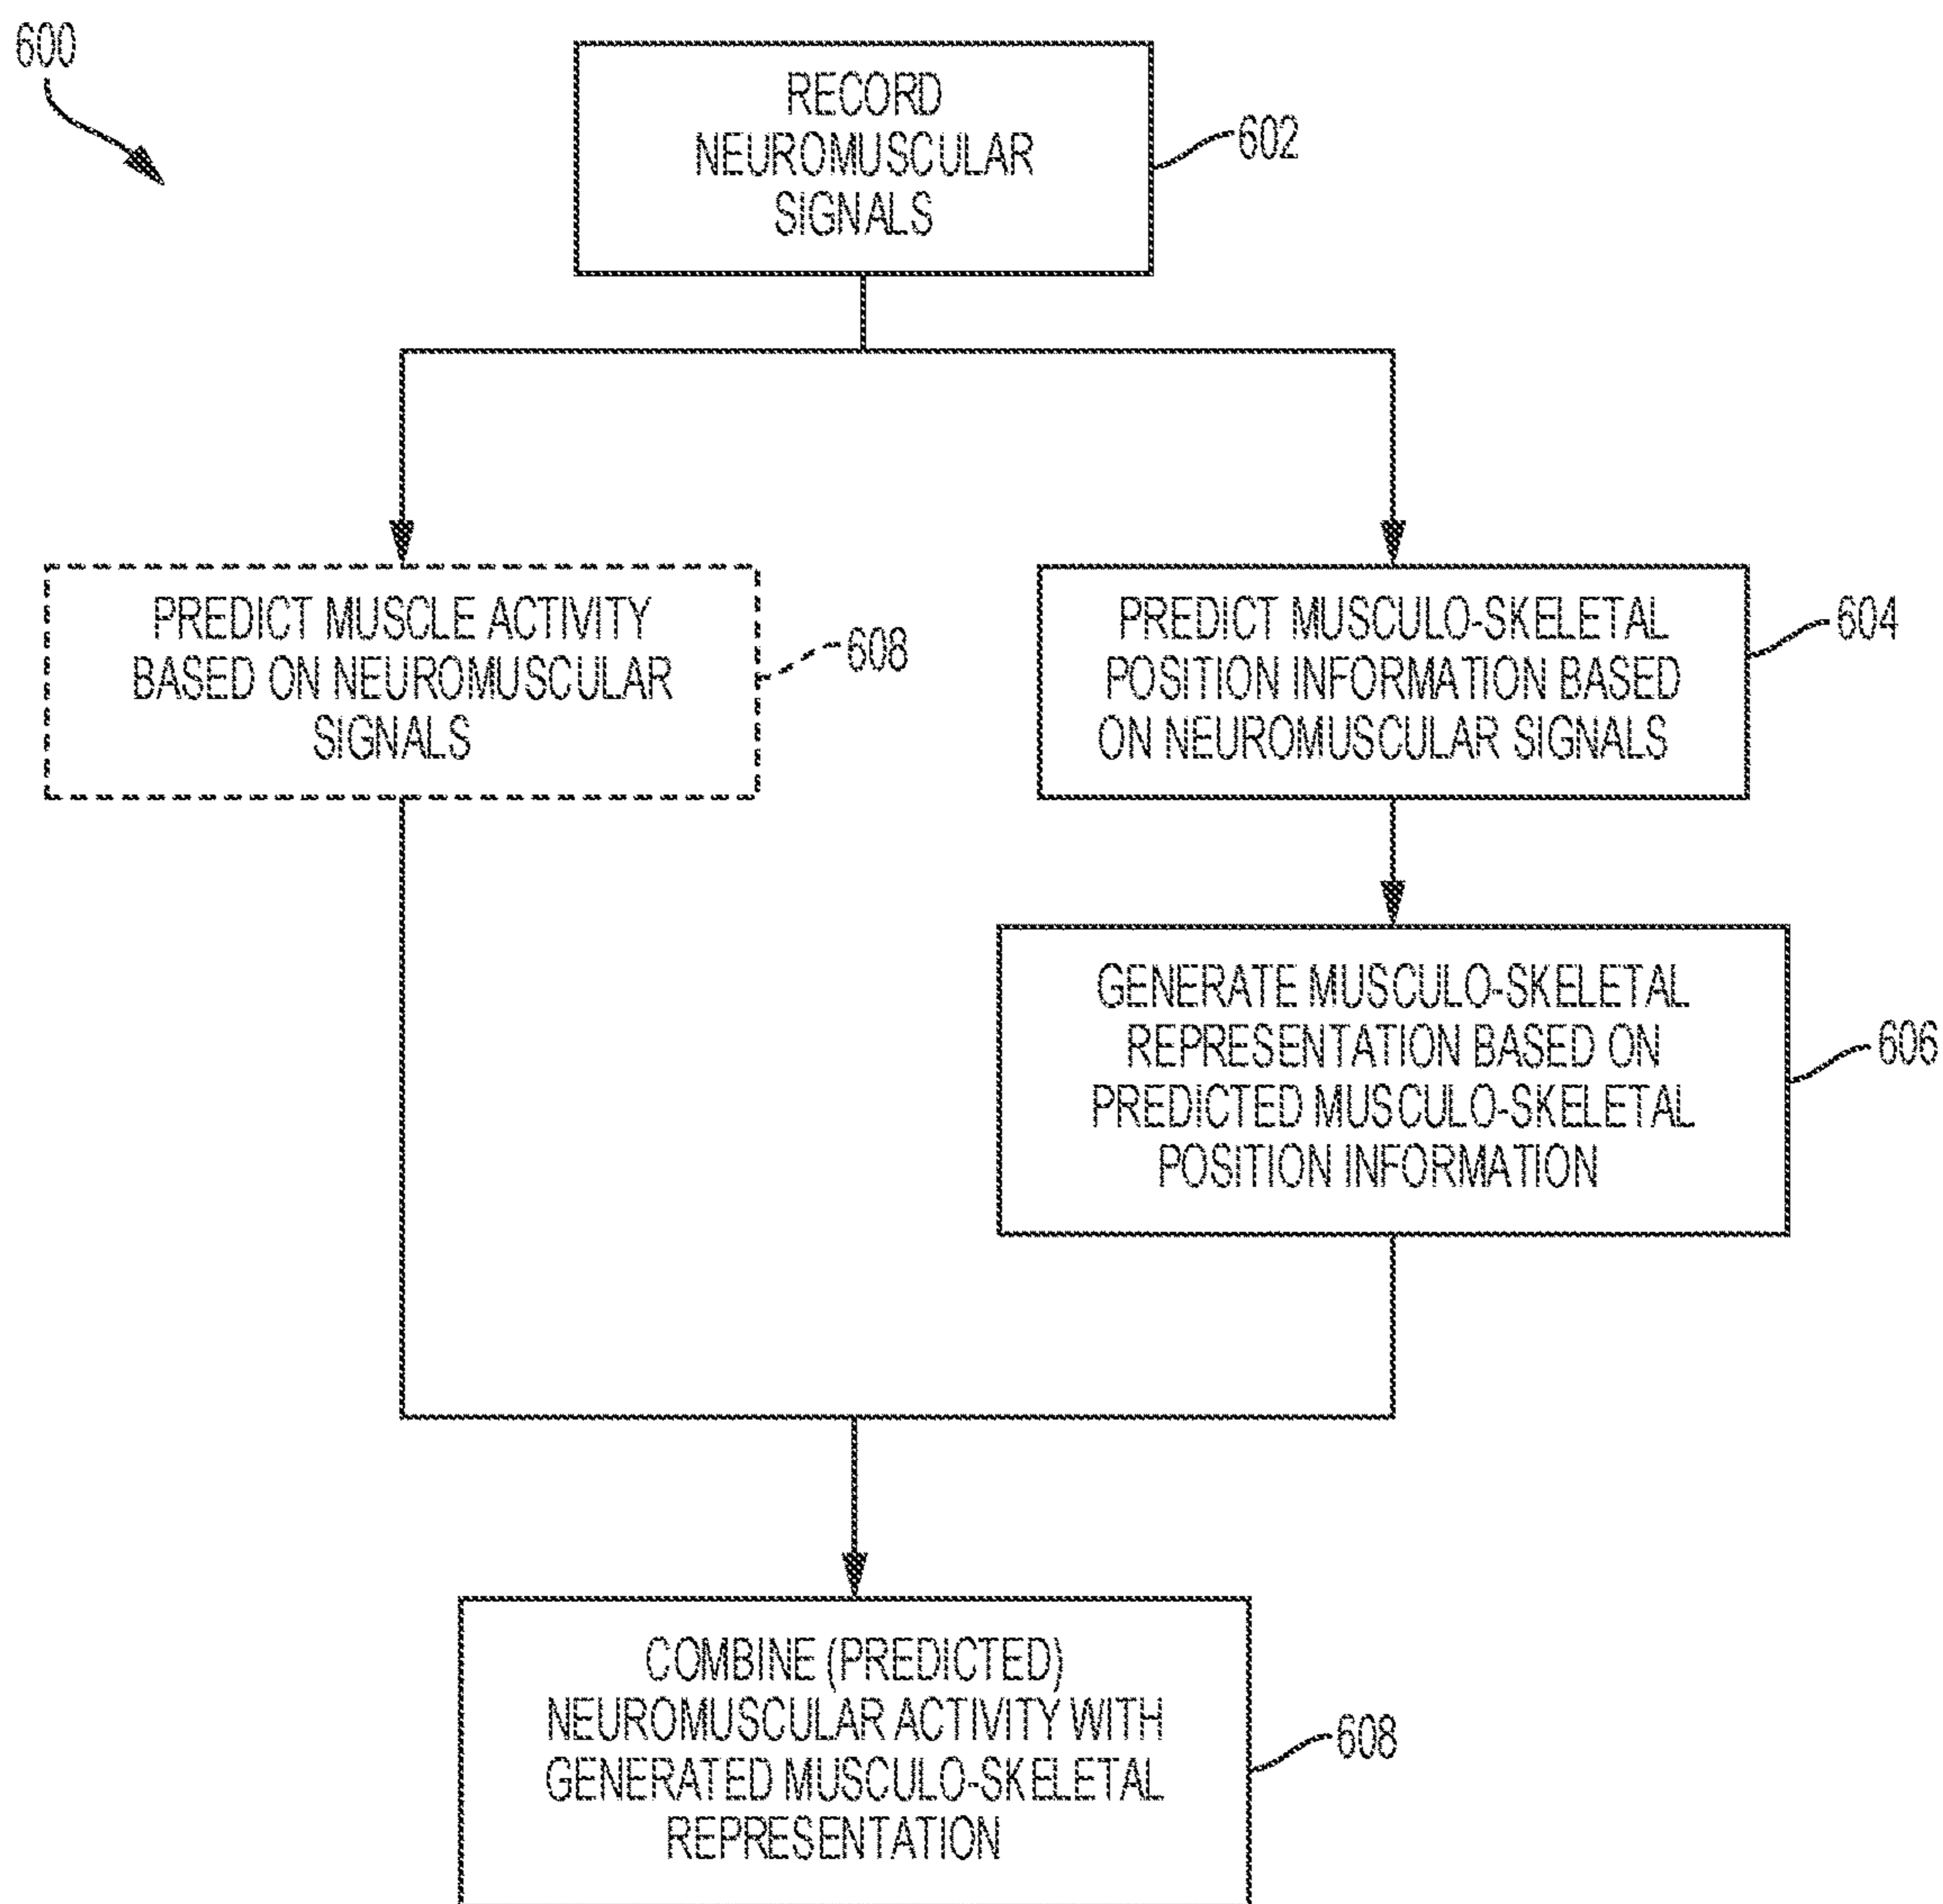 600
RECORD
NEUROMUSCULAR
SIGNALS
602
PREDICT MUSCLE ACTIVITY
BASED ON NEUROMUSCULAR
SIGNALS
608
PREDICT MUSCULO-SKELETAL
POSITION INFORMATION BASED
ON NEUROMUSCULAR SIGNALS
604
GENERATE MUSCULO-SKELETAL
REPRESENTATION BASED ON
PREDICTED MUSCULO-SKELETAL
POSITION INFORMATION
606
COMBINE (PREDICTED)
NEUROMUSCULAR ACTIVITY WITH
GENERATED MUSCULO-SKELETAL
REPRESENTATION
608